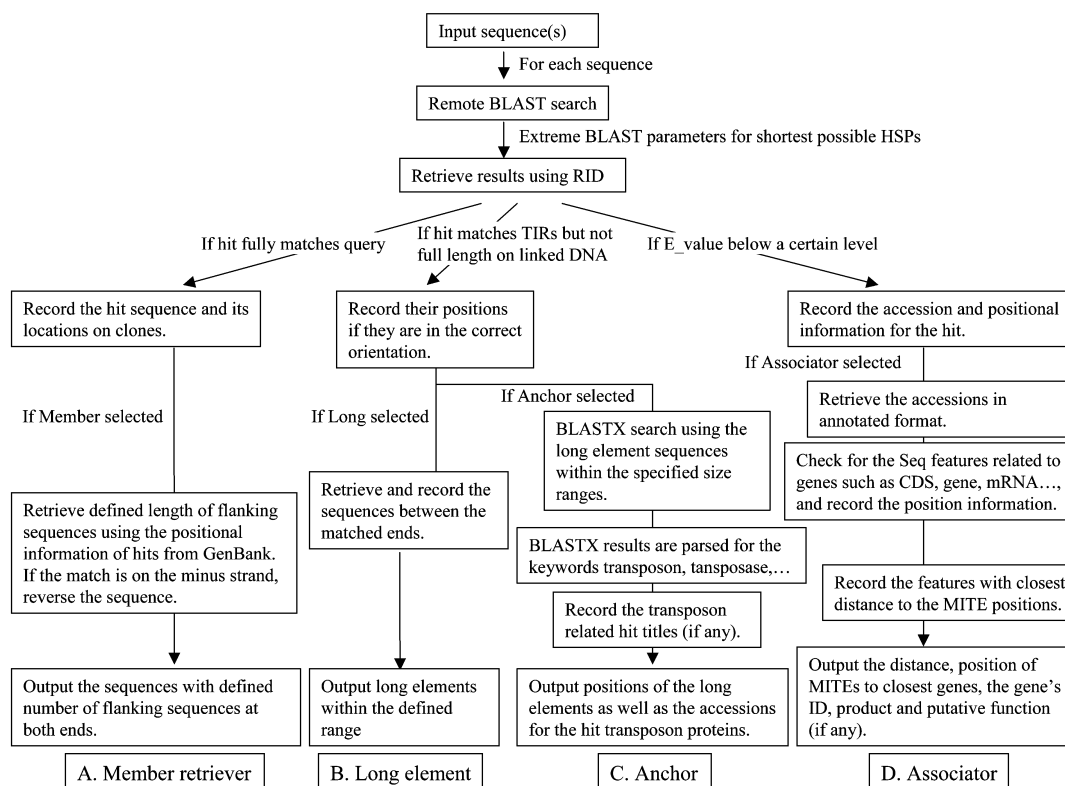 Input sequence(s)
For each sequence
Remote BLAST search
Extreme BLAST parameters for shortest possible HSPs
Retrieve results using RID
If hit fully matches query
If hit matches TIRs but not
full length on linked DNA
If E_value below a certain level
Record the hit sequence and its
locations on clones.
Record their positions
if they are in the correct
orientation.
Record the accession and positional
information for the hit.
If Member selected
If Long selected
If Anchor selected
If Associator selected
Retrieve defined length of flanking
sequences using the positional
information of hits from GenBank.
If the match is on the minus strand,
reverse the sequence.
Output the sequences with defined
number of flanking sequences at
both ends.
A. Member retriever
Retrieve and record the
sequences between the
matched ends.
Output long elements
within the defined
range
B. Long element
BLASTX search using the
long element sequences
within the specified size
ranges.
BLASTX results are parsed for the
keywords transposon, tansposase,…
Record the transposon
related hit titles (if any).
Output positions of the long
elements as well as the accessions
for the hit transposon proteins.
C. Anchor
Retrieve the accessions in
annotated format.
Check for the Seq features related to
genes such as CDS, gene, mRNA…,
and record the position information.
Record the features with closest
distance to the MITE positions.
Output the distance, position of
MITEs to closest genes, the gene’s
ID, product and putative function
(if any).
D. Associator